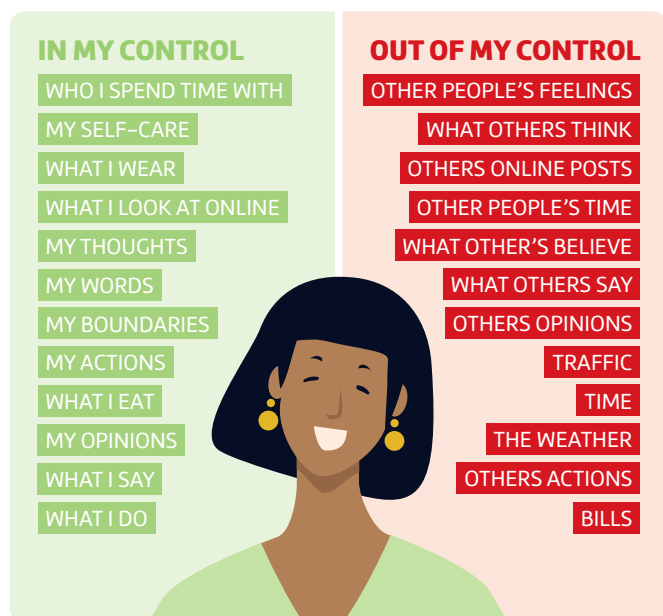 IN MY CONTROL
WHO I SPEND TIME WITH
MY SELF-CARE
WHAT I WEAR
WHAT I LOOK AT ONLINE
MY THOUGHTS
MY WORDS
MY BOUNDARIES
MY ACTIONS
WHAT I EAT
MY OPINIONS
WHAT I SAY
WHAT I DO
OUT OF MY CONTROL
OTHER PEOPLE'S FEELINGS
WHAT OTHERS THINK
OTHERS ONLINE POSTS
OTHER PEOPLE'S TIME
WHAT OTHER'S BELIEVE
WHAT OTHERS SAY
OTHERS OPINIONS
TRAFFIC
TIME
THE WEATHER
OTHERS ACTIONS
BILLS